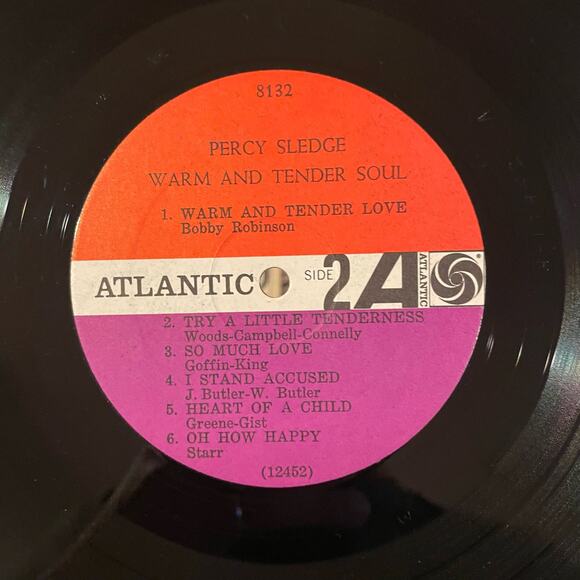 8132
PERCY SLEDGE
WARM AND TENDER SOUL
1. WARM AND TENDER LOVE
Bobby Robinson
ATLANTIC SIDE 2 A ATLANTIC
2. TRY A LITTLE TENDERNESS
Woods-Campbell-Connelly
3. SO MUCH LOVE
Goffin-King
4. I STAND ACCUSED
J. Butler-W. Butler
5. HEART OF A CHILD
Greene-Gist
6. OH HOW HAPPY
Starr
(12452)